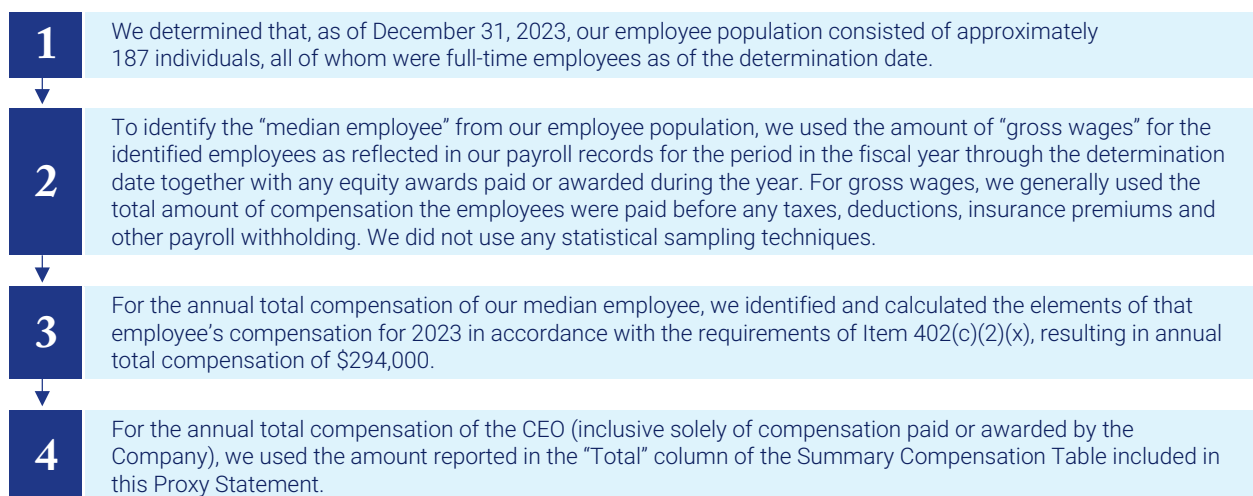 1
We determined that, as of December 31, 2023, our employee population consisted of approximately
187 individuals, all of whom were full-time employees as of the determination date.
2
To identify the “median employee” from our employee population, we used the amount of “gross wages” for the
identified employees as reflected in our payroll records for the period in the fiscal year through the determination
date together with any equity awards paid or awarded during the year. For gross wages, we generally used the
total amount of compensation the employees were paid before any taxes, deductions, insurance premiums and
other payroll withholding. We did not use any statistical sampling techniques.
3
For the annual total compensation of our median employee, we identified and calculated the elements of that
employee’s compensation for 2023 in accordance with the requirements of Item 402(c)(2)(x), resulting in annual
total compensation of $294,000.
4
For the annual total compensation of the CEO (inclusive solely of compensation paid or awarded by the
Company), we used the amount reported in the “Total” column of the Summary Compensation Table included in
this Proxy Statement.